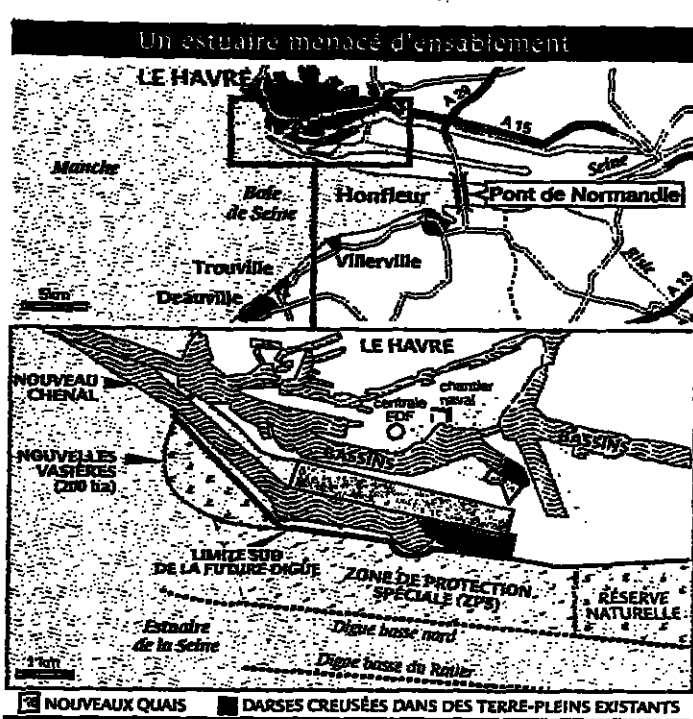 Un estuaire menacé d'ensablement
LE HAVRE
A 29
A 15
Manche
Seine
Baie
de Seine
Honfleur
Pont de Normandie
Trouville
Villerville
Risle
Deauville
A 13
5km
LE HAVRE
NOUVEAU
CHENAL
centrale
EDF
chantier
naval
BASSINS
BASSINS
NOUVELLES
VASIÈRES
(200 ha)
LIMITE SUD
DE LA FUTURE DIGUE
ZONE DE PROTECTION
SPÉCIALE (ZPS)
RÉSERVE
NATURELLE
Estuaire
de la Seine
Digue basse nord
Digue basse du Ratier
1 km
NOUVEAUX QUAIS
DARSES CREUSÉES DANS DES TERRE-PLEINS EXISTANTS